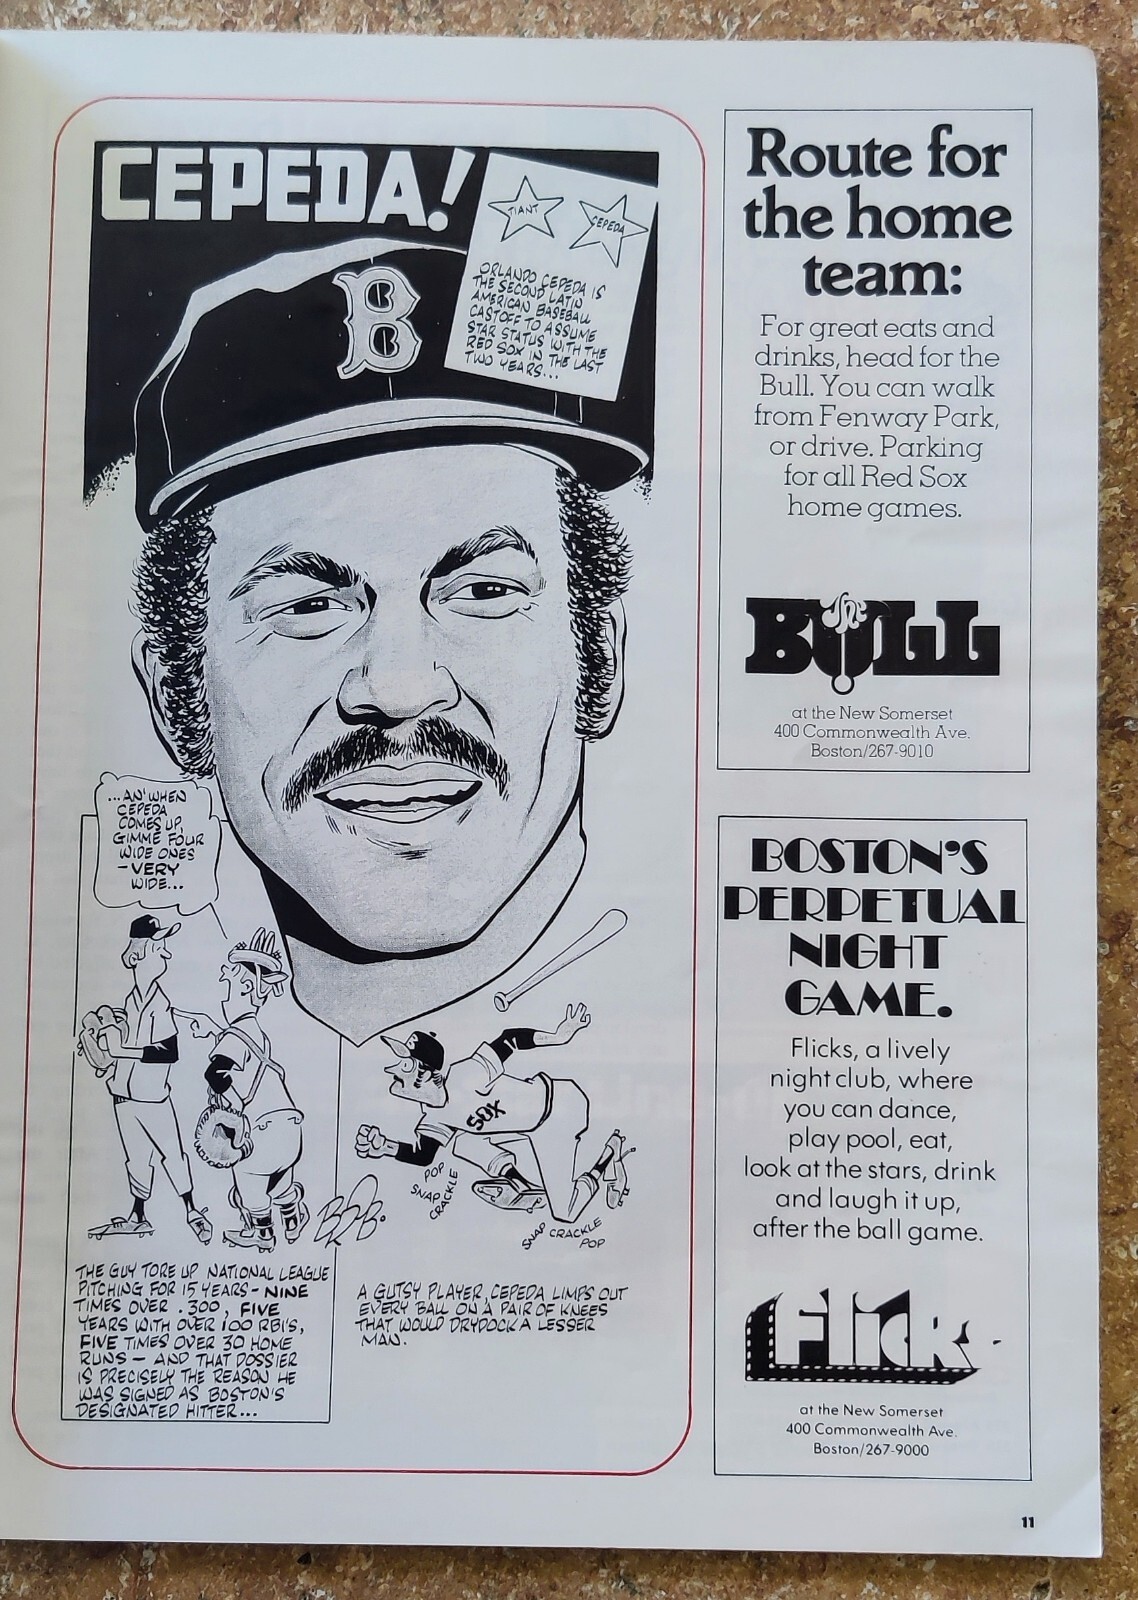 CEPEDA!
TIANT
CEPEDA
ORLANDO CEPEDA IS
THE SECOND LATIN
AMERICAN BASEBALL
CASTOFF TO ASSUME
STAR STATUS WITH THE
RED SOX IN THE LAST
TWO YEARS...
B
...AN' WHEN
CEPEDA
COMES UP,
GIMME FOUR
WIDE ONES
-VERY
WIDE...
SOX
POP
SNAP
CRACKLE
SNAP
CRACKLE
POP
THE GUY TORE UP NATIONAL LEAGUE
PITCHING FOR 15 YEARS - NINE
TIMES OVER .300, FIVE
YEARS WITH OVER 100 RBI'S,
FIVE TIMES OVER 30 HOME
RUNS - AND THAT DOSSIER
IS PRECISELY THE REASON HE
WAS SIGNED AS BOSTON'S
DESIGNATED HITTER...
A GUTSY PLAYER, CEPEDA LIMPS OUT
EVERY BALL ON A PAIR OF KNEES
THAT WOULD DRYDOCK A LESSER
MAN.
Route for
the home
team:
For great eats and
drinks, head for the
Bull. You can walk
from Fenway Park,
or drive. Parking
for all Red Sox
home games.
The
BULL
at the New Somerset
400 Commonwealth Ave.
Boston/267-9010
BOSTON'S
PERPETUAL
NIGHT
GAME.
Flicks, a lively
nightclub, where
you can dance,
play pool, eat,
look at the stars, drink
and laugh it up,
after the ball game.
Flicks
at the New Somerset
400 Commonwealth Ave.
Boston/267-9000
11